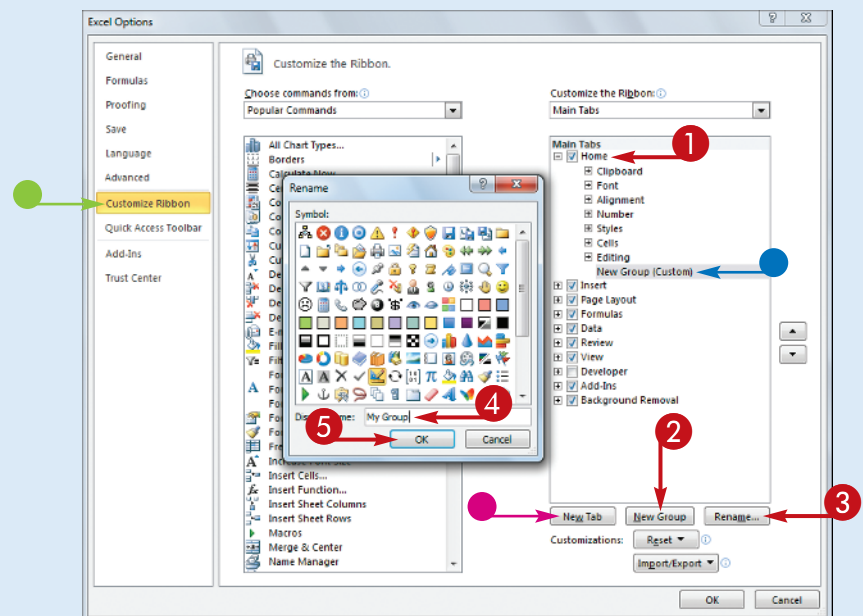 Excel Options
General
Formulas
Proofing
Save
Language
Advanced
Customize Ribbon
Quick Access Toolbar
Add-Ins
Trust Center
Customize the Ribbon.
Choose commands from:
Popular Commands
All Chart Types...
Borders
Calculate Now
Increase Font Size
Insert Cells...
Insert Function...
Insert Sheet Columns
Insert Sheet Rows
Macros
Merge & Center
Name Manager
Rename
Symbol:
My Group
4
5
OK
Cancel
Customize the Ribbon:
Main Tabs
Main Tabs
1
Home
Clipboard
Font
Alignment
Number
Styles
Cells
Editing
New Group (Custom)
Insert
Page Layout
Formulas
Data
Review
View
Developer
Add-Ins
Background Removal
2
3
New Tab
New Group
Rename...
Customizations:
Reset
Import/Export
OK
Cancel